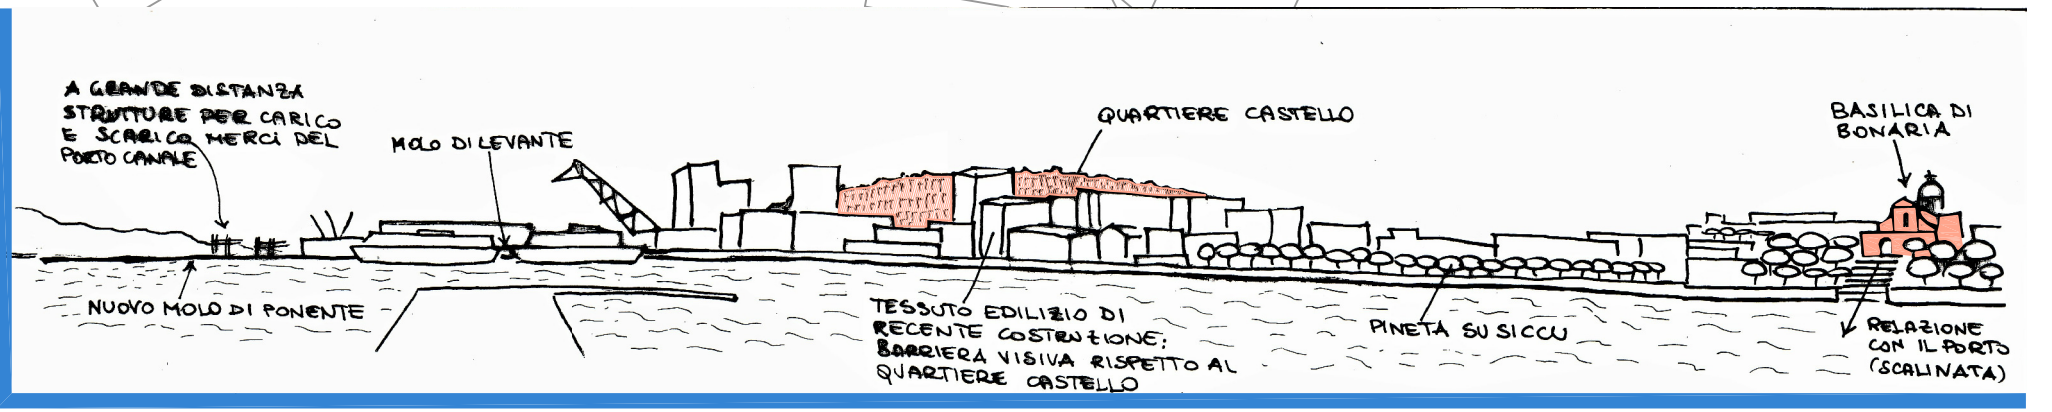 A GRANDE DISTANZA
STRUTTURE PER CARICO
E SCARICO MERCI DEL
PORTO CANALE
MOLO DI LEVANTE
QUARTIERE CASTELLO
BASILICA DI
BONARIA
NUOVO MOLO DI PONENTE
TESSUTO EDILIZIO DI
RECENTE COSTRUZIONE:
BARRIERA VISIVA RISPETTO AL
QUARTIERE CASTELLO
PINETA SU SICCU
RELAZIONE
CON IL PORTO
(SCALINATA)